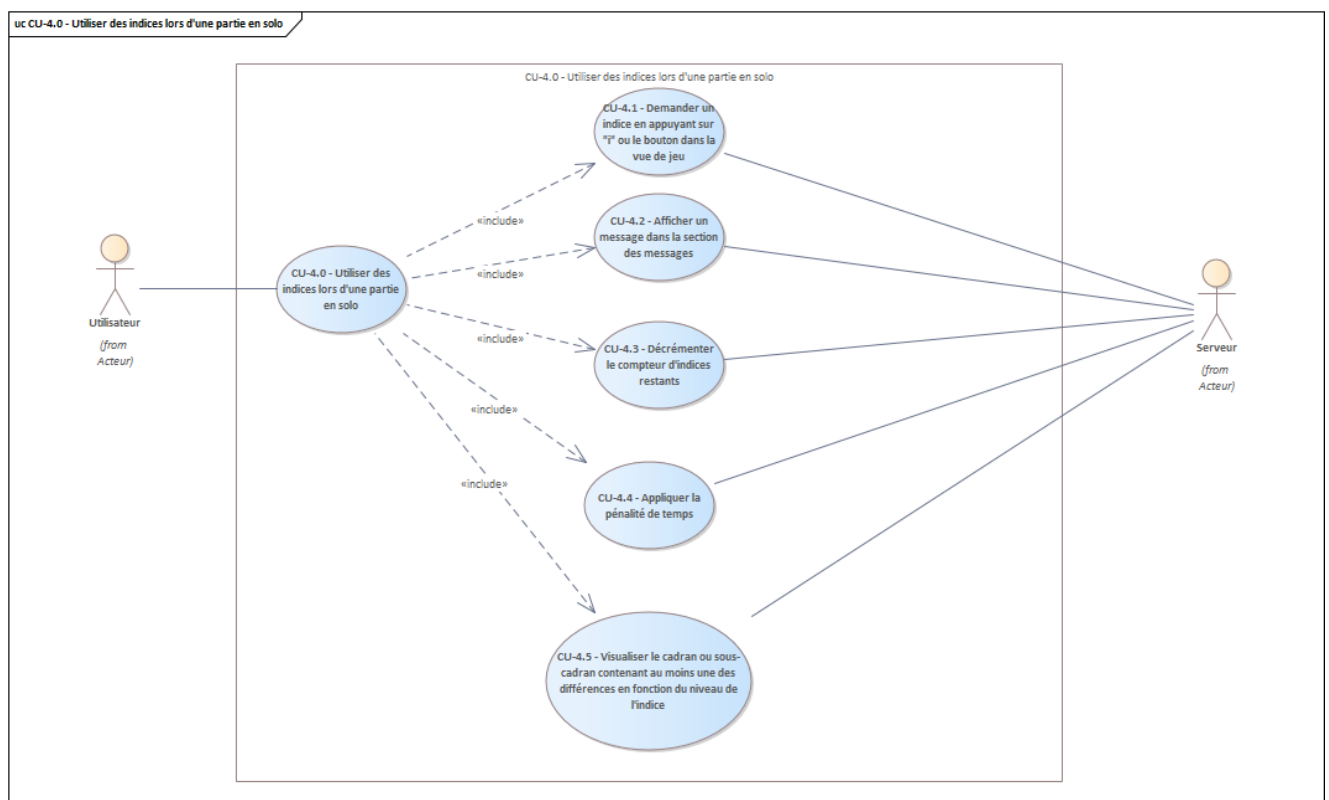 uc CU-4.0 - Utiliser des indices lors d'une partie en solo
CU-4.0 - Utiliser des indices lors d'une partie en solo
CU-4.1 - Demander un
indice en appuyant sur
"i" ou le bouton dans la
vue de jeu
«include»
CU-4.2 - Afficher un
message dans la section
des messages
«include»
Utilisateur
(from
Acteur)
CU-4.0 - Utiliser des
indices lors d'une partie
en solo
Serveur
(from
Acteur)
«include»
CU-4.3 - Décrémenter
le compteur d'indices
restants
«include»
CU-4.4 - Appliquer la
pénalité de temps
«include»
CU-4.5 - Visualiser le cadran ou sous-
cadran contenant au moins une des
différences en fonction du niveau de
l'indice